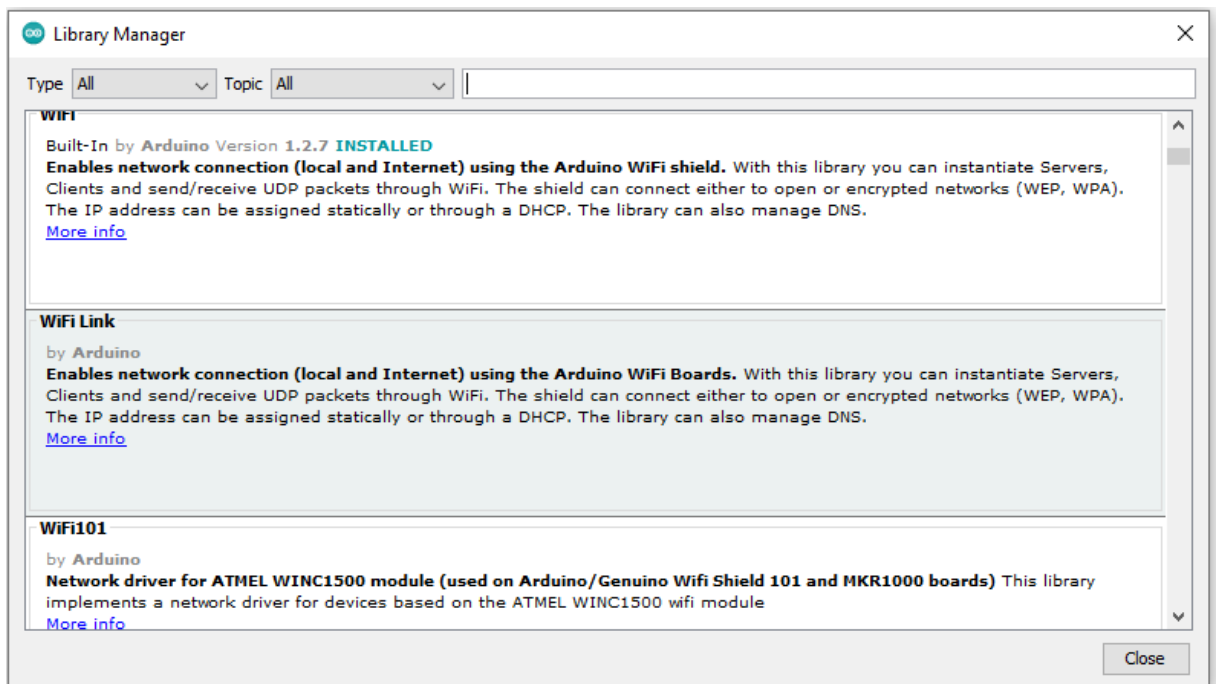 Library Manager
Type All Topic All
WiFi
Built-In by Arduino Version 1.2.7 INSTALLED
Enables network connection (local and Internet) using the Arduino WiFi shield. With this library you can instantiate Servers,
Clients and send/receive UDP packets through WiFi. The shield can connect either to open or encrypted networks (WEP, WPA).
The IP address can be assigned statically or through a DHCP. The library can also manage DNS.
More info
WiFi Link
by Arduino
Enables network connection (local and Internet) using the Arduino WiFi Boards. With this library you can instantiate Servers,
Clients and send/receive UDP packets through WiFi. The shield can connect either to open or encrypted networks (WEP, WPA).
The IP address can be assigned statically or through a DHCP. The library can also manage DNS.
More info
WiFi101
by Arduino
Network driver for ATMEL WINC1500 module (used on Arduino/Genuino Wifi Shield 101 and MKR1000 boards) This library
implements a network driver for devices based on the ATMEL WINC1500 wifi module
More info
Close